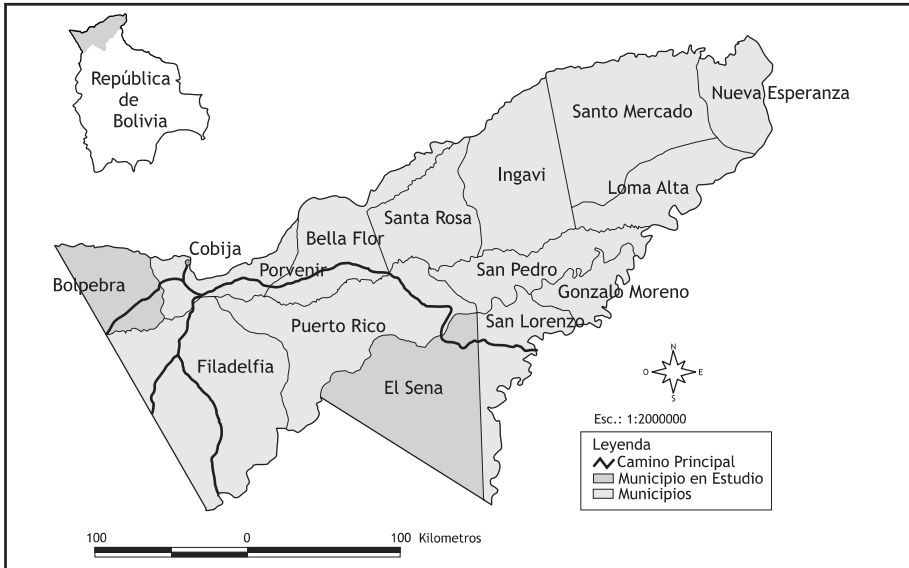 República
de
Bolivia
Nueva Esperanza
Santo Mercado
Ingavi
Loma Alta
Santa Rosa
Bella Flor
Cobija
Porvenir
San Pedro
Bolpebra
Gonzalo Moreno
Puerto Rico
San Lorenzo
Filadelfia
El Sena
N
O
E
S
Esc.: 1:2000000
Leyenda
Camino Principal
Municipio en Estudio
Municipios
100 0 100 Kilometros